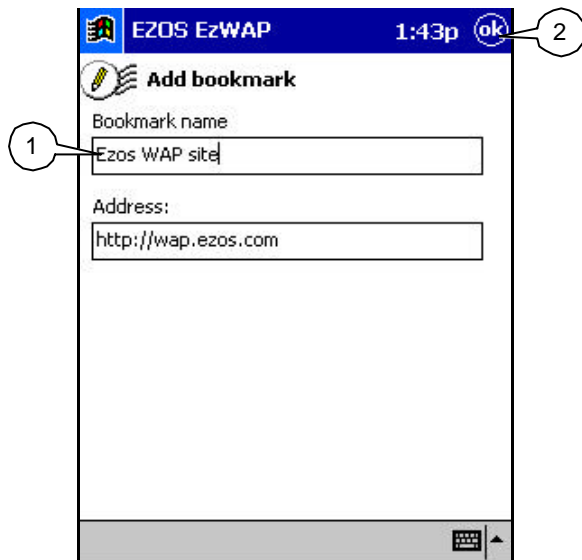 EZOS EzWAP 1:43p ok
2
Add bookmark
Bookmark name
1
Ezos WAP site
Address:
http://wap.ezos.com